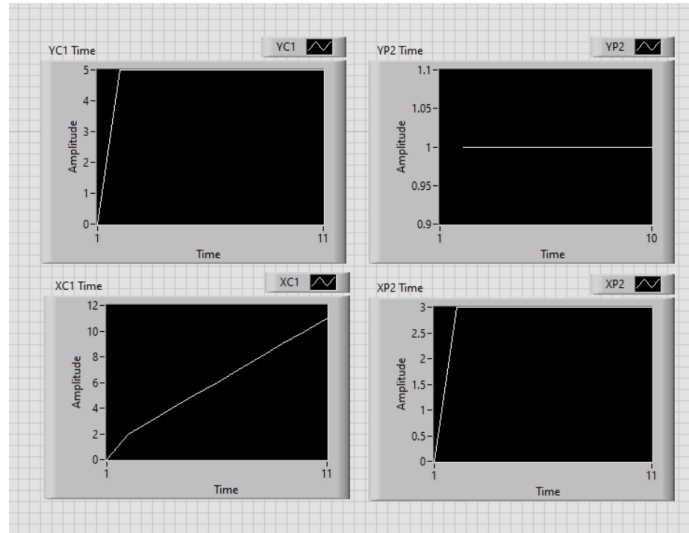 YC1 Time
YC1
5
4
3
2
1
0
Amplitude
1
11
Time
YP2 Time
YP2
1.1
1.05
1
0.95
0.9
Amplitude
1
10
Time
XC1 Time
XC1
12
10
8
6
4
2
0
Amplitude
1
11
Time
XP2 Time
XP2
3
2.5
2
1.5
1
0.5
0
Amplitude
1
11
Time